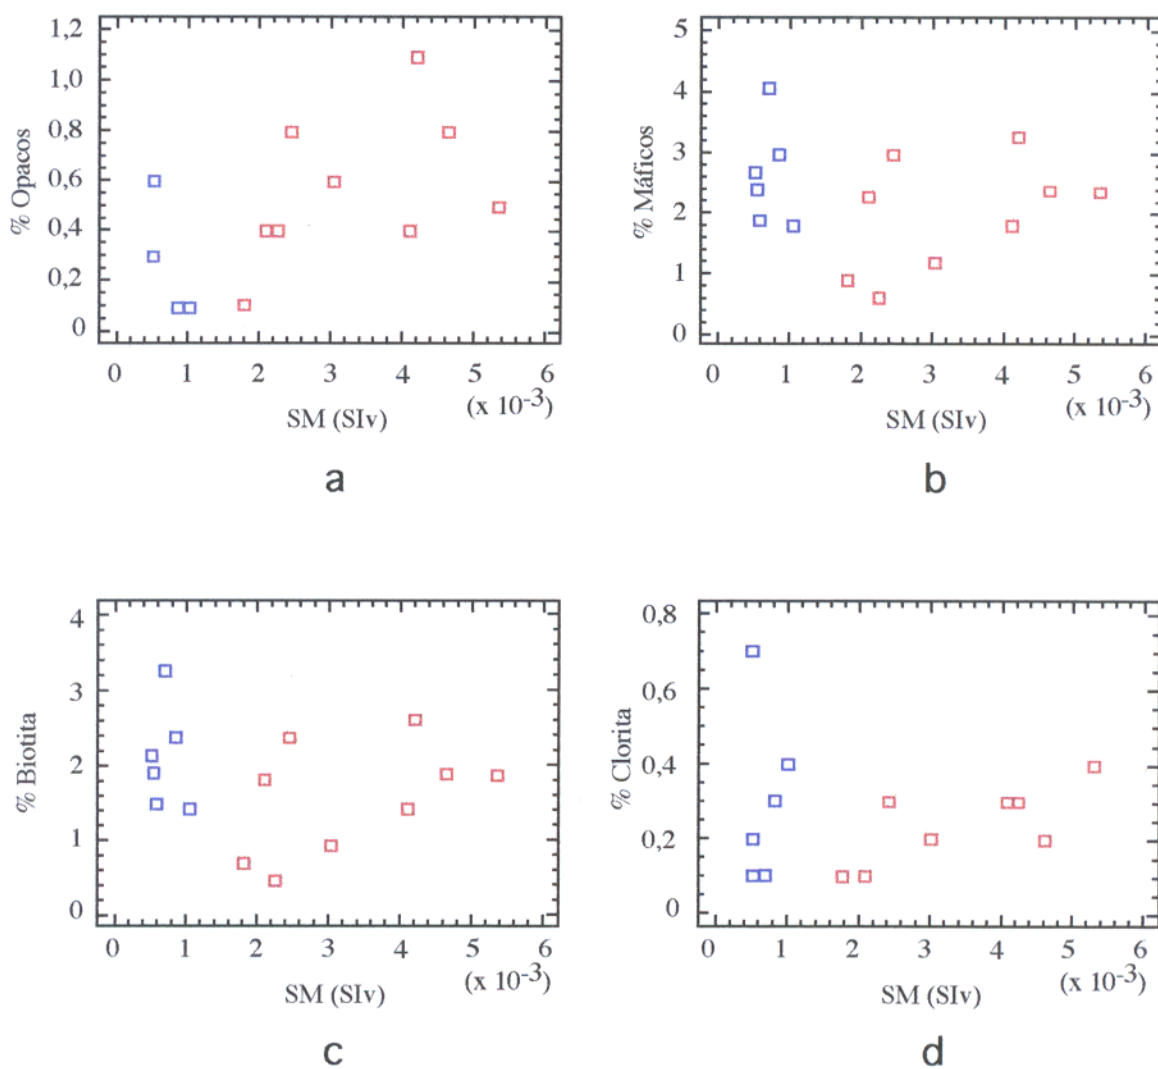 1,2
1,0
0,8
0,6
0,4
0,2
0
% Opacos
0 1 2 3 4 5 6
(x 10-3)
SM (SIv)
a
5
4
3
2
1
0
% Máficos
0 1 2 3 4 5 6
(x 10-3)
SM (SIv)
b
4
3
2
1
0
% Biotita
0 1 2 3 4 5 6
(x 10-3)
SM (SIv)
c
0,8
0,6
0,4
0,2
0
% Clorita
0 1 2 3 4 5 6
(x 10-3)
SM (SIv)
d